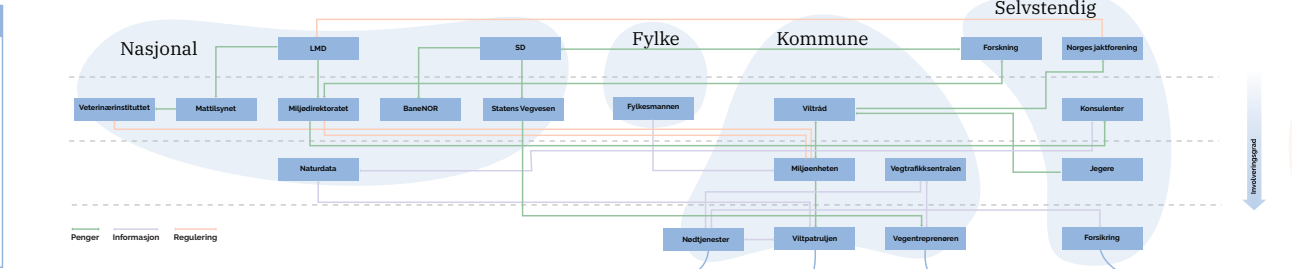 Selvstendig
Nasjonal
Fylke
Kommune
LMD
SD
Forskning
Norges jaktforening
Veterinærinstituttet
Mattilsynet
Miljødirektoratet
BaneNOR
Statens Vegvesen
Fylkesmannen
Viltråd
Konsulenter
Naturdata
Miljøenheten
Vegtrafikksentralen
Jegere
Involveringsgrad
Penger
Informasjon
Regulering
Nødtjenester
Viltpatruljen
Vegentreprenøren
Forsikring